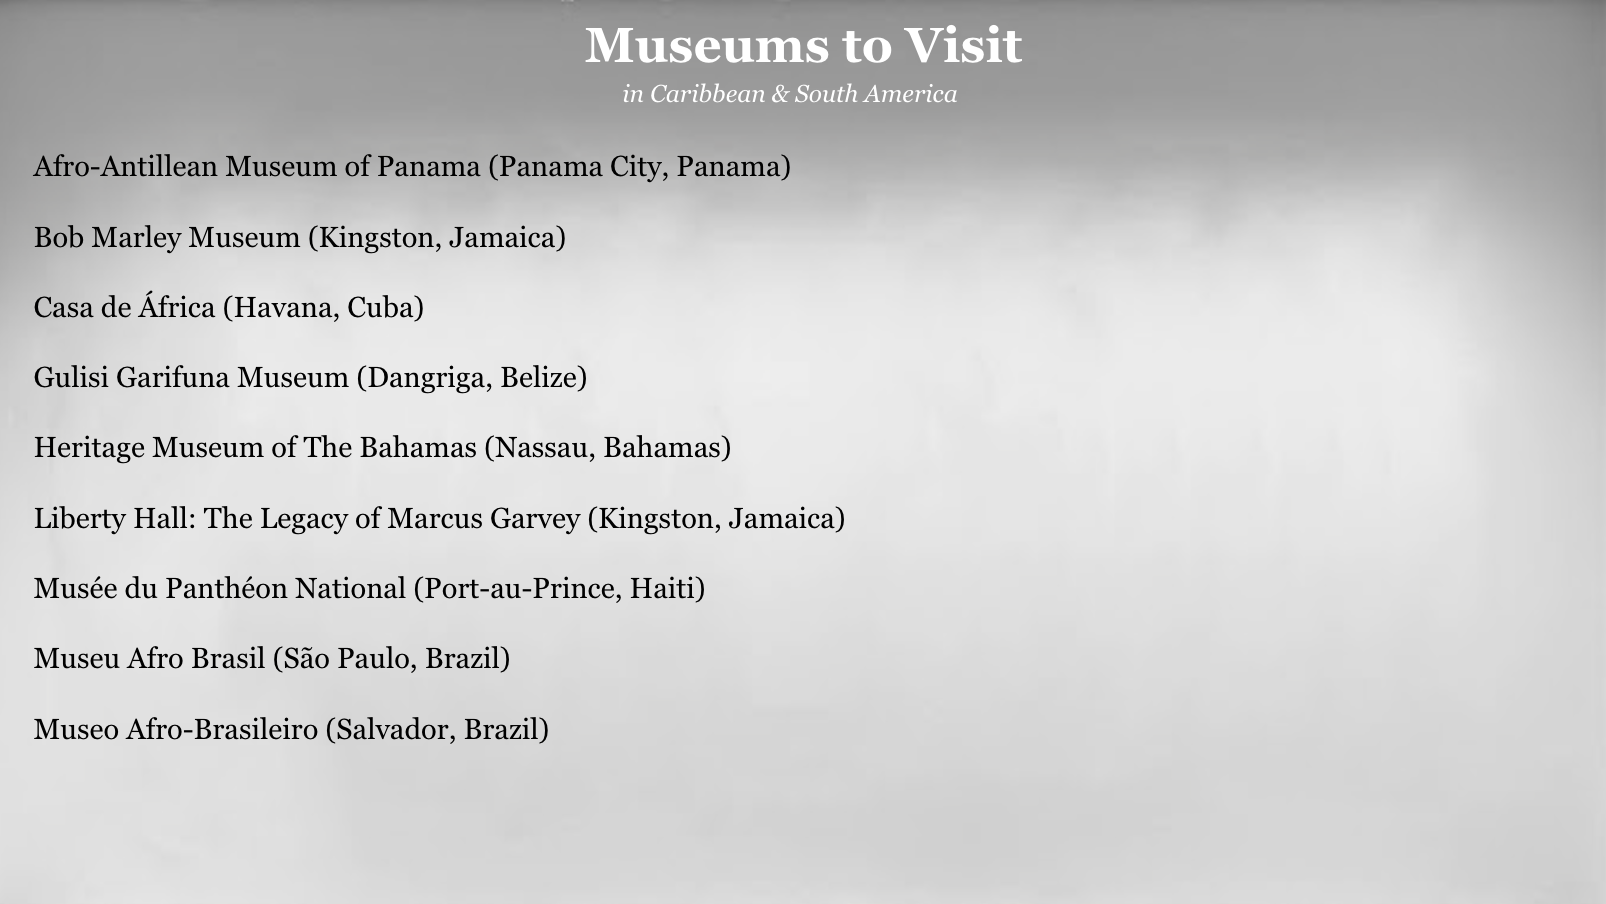 Museums to Visit
in Caribbean & South America
Afro-Antillean Museum of Panama (Panama City, Panama)
Bob Marley Museum (Kingston, Jamaica)
Casa de África (Havana, Cuba)
Gulisi Garifuna Museum (Dangriga, Belize)
Heritage Museum of The Bahamas (Nassau, Bahamas)
Liberty Hall: The Legacy of Marcus Garvey (Kingston, Jamaica)
Musée du Panthéon National (Port-au-Prince, Haiti)
Museu Afro Brasil (São Paulo, Brazil)
Museo Afro-Brasileiro (Salvador, Brazil)